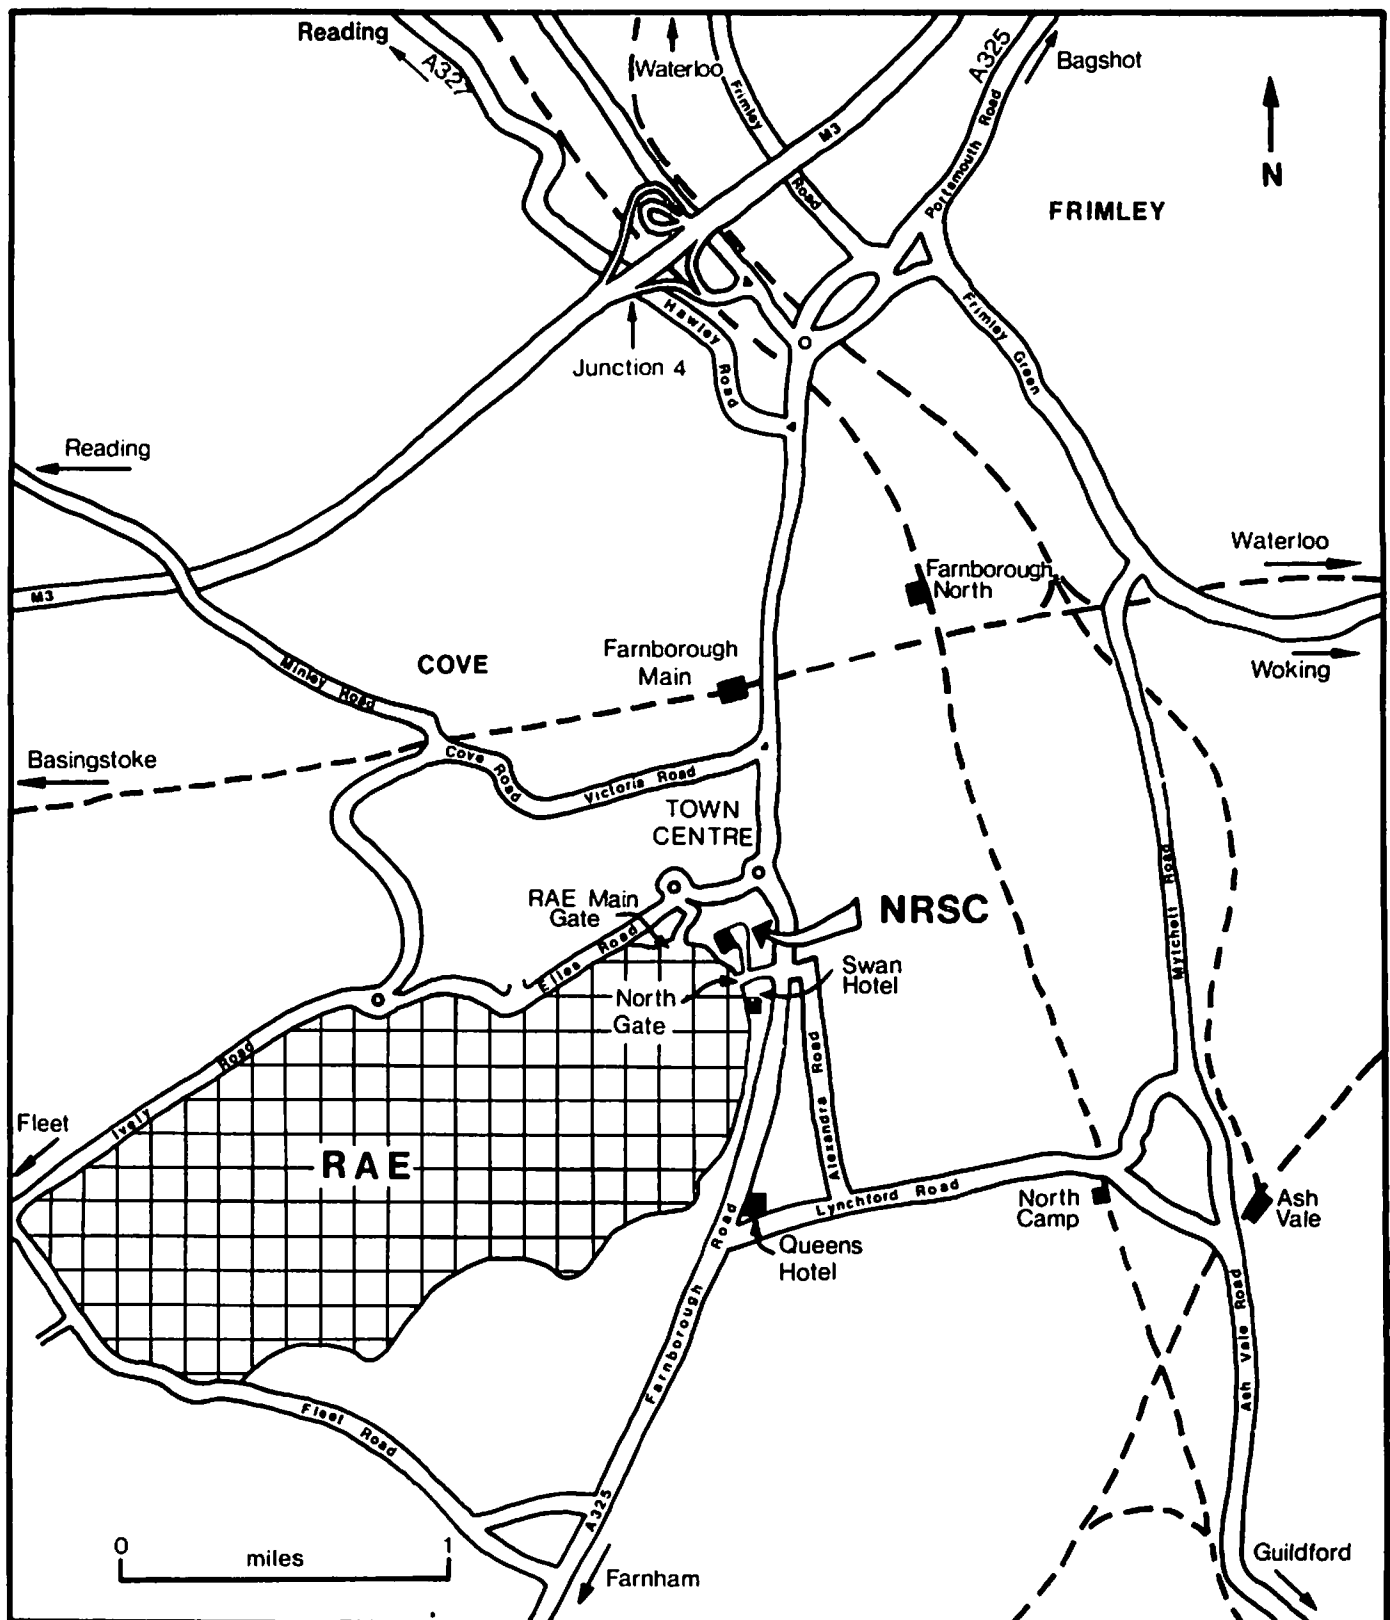 Reading
A327
Waterloo
Frimley
Road
M3
A325
Bagshot
Portsmouth Road
N
FRIMLEY
Frimley Green
Hawley
Road
Junction 4
Reading
M3
Waterloo
Woking
Farnborough
North
Farnborough
Main
COVE
Minley Road
Basingstoke
Cove Road
Victoria Road
TOWN
CENTRE
RAE Main
Gate
NRSC
Elles Road
Swan
Hotel
North
Gate
Mytchett Road
Alexandra Road
Ively Road
Fleet
RAE
Lynchford Road
North
Camp
Ash
Vale
Queens
Hotel
Farnborough Road
Ash Vale Road
Fleet Road
A325
0 1
miles
Farnham
Guildford